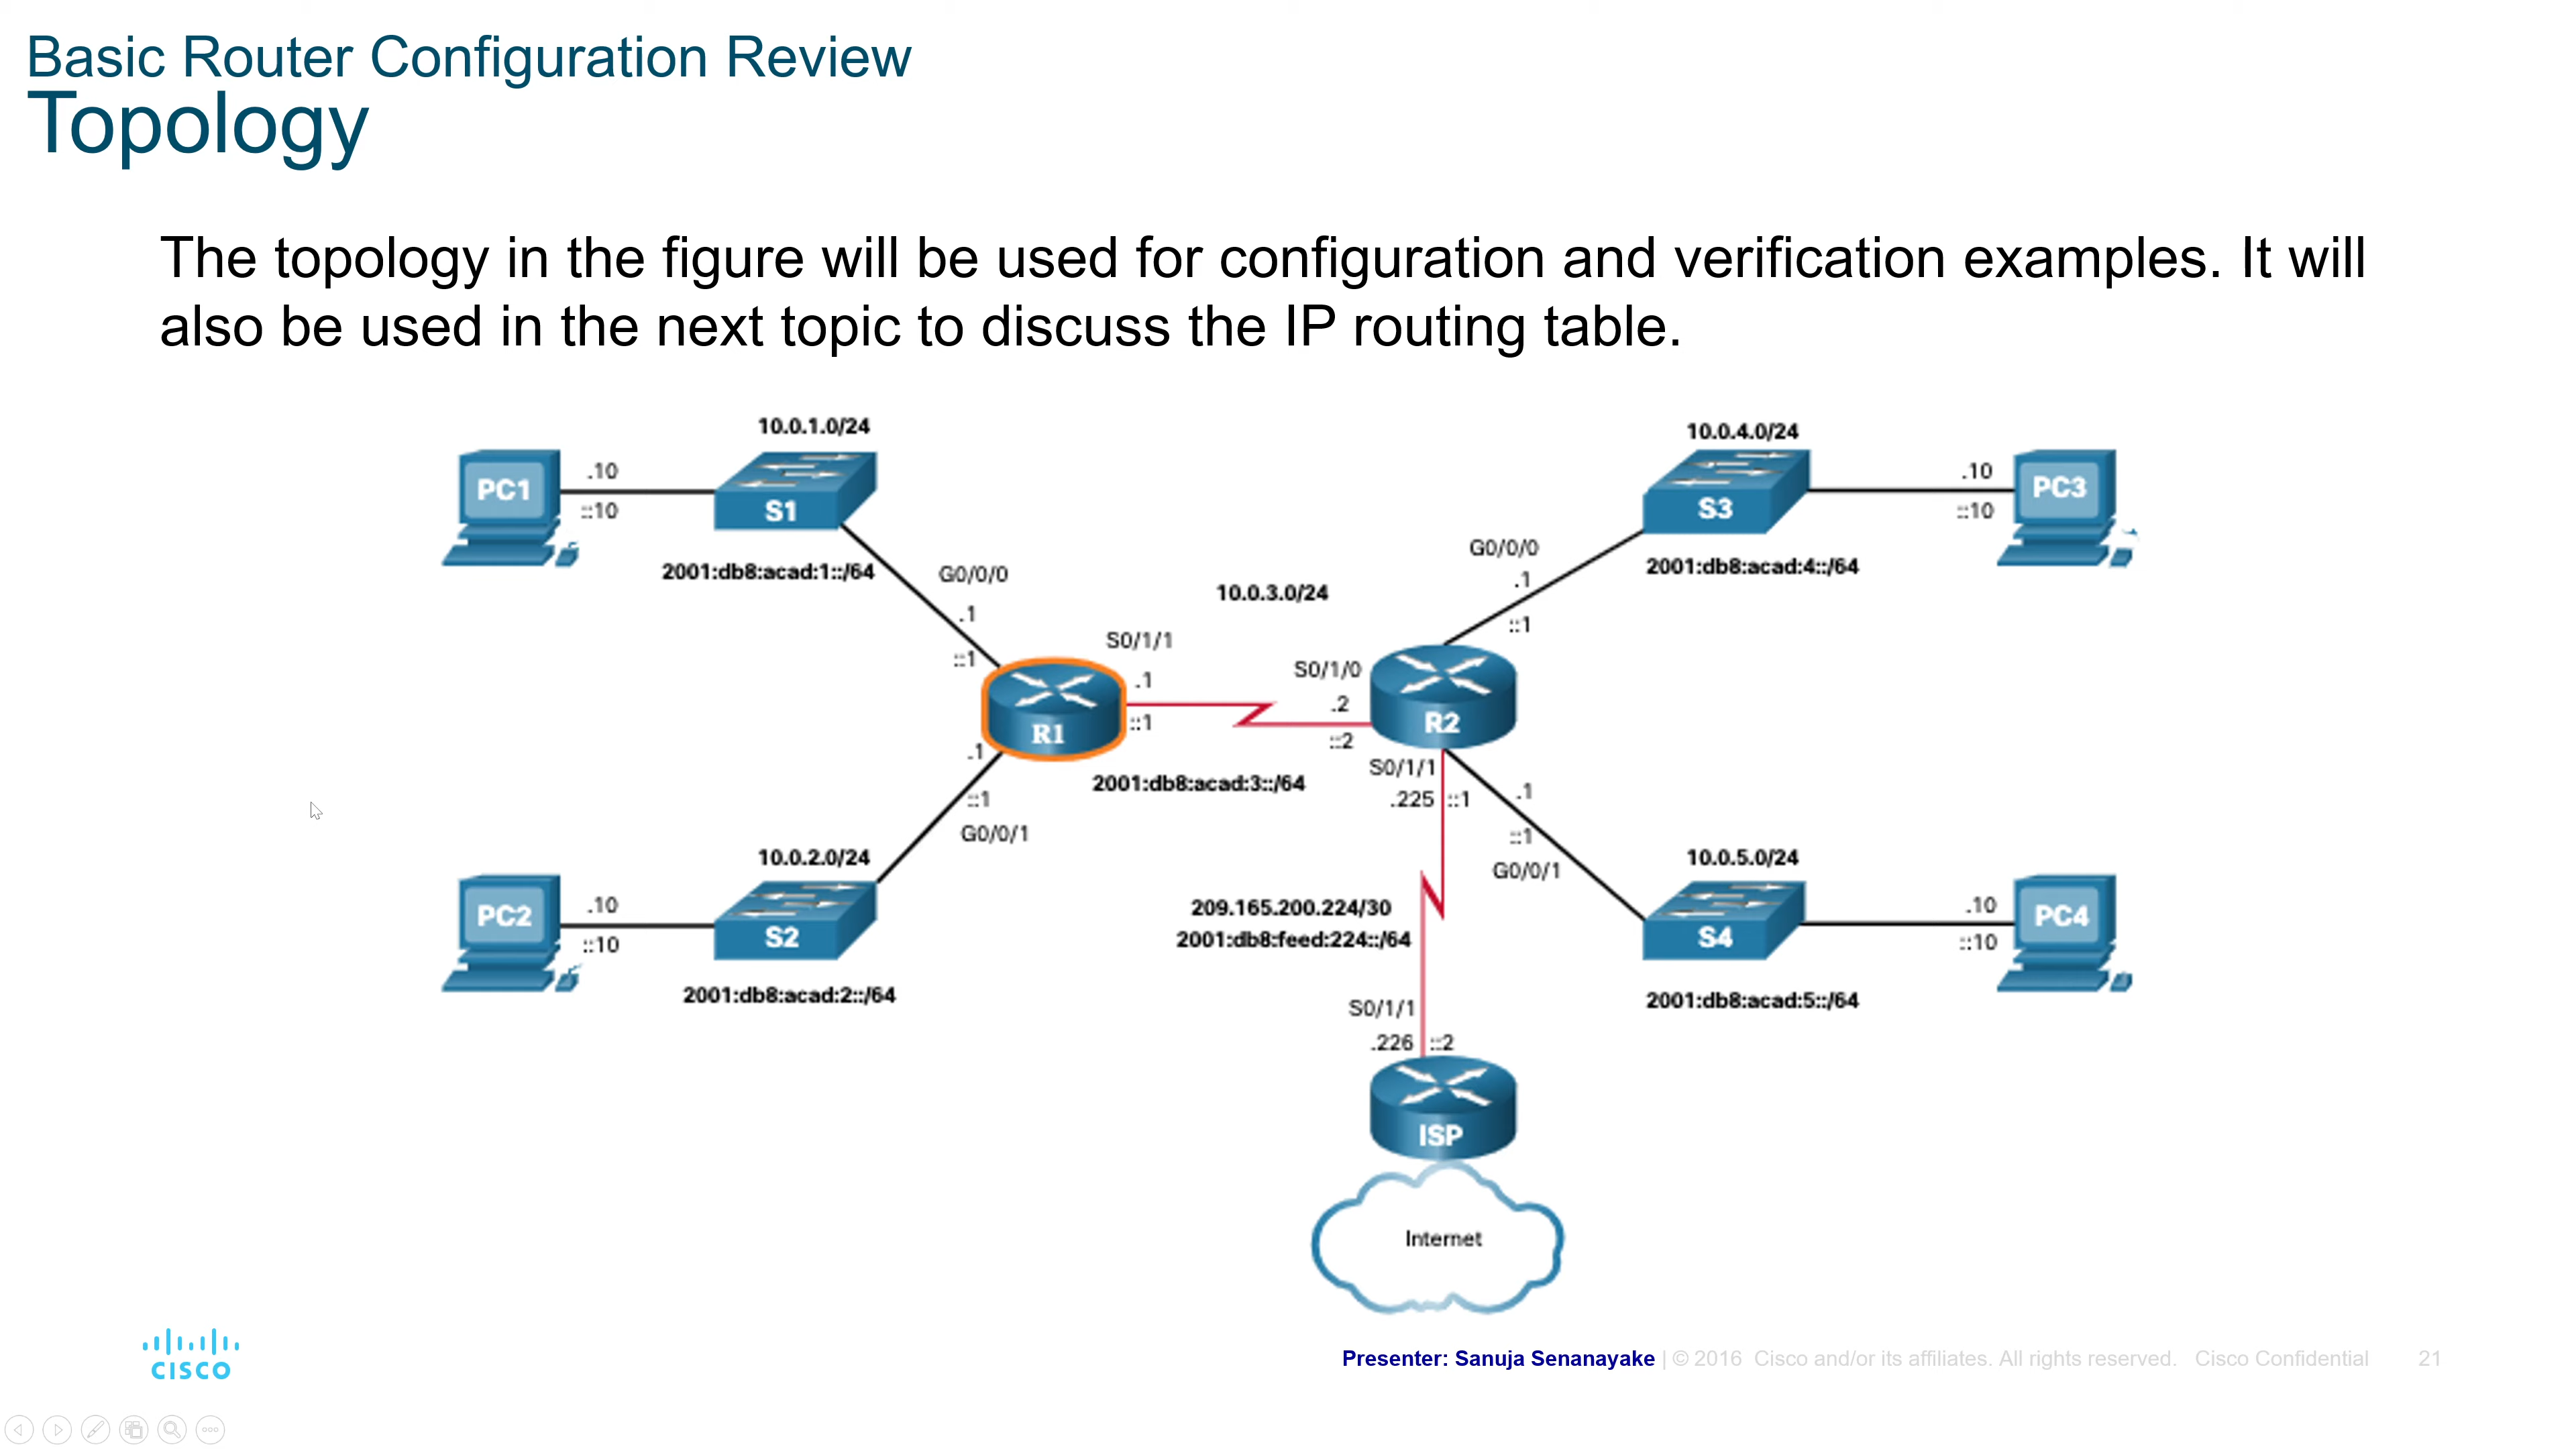 Basic Router Configuration Review
Topology
The topology in the figure will be used for configuration and verification examples. It will
also be used in the next topic to discuss the IP routing table.
10.0.1.0/24
10.0.4.0/24
PC1
.10
::10
S1
S3
.10
::10
PC3
2001:db8:acad:1::/64
G0/0/0
.1
::1
10.0.3.0/24
G0/0/0
.1
::1
2001:db8:acad:4::/64
S0/1/1
.1
::1
S0/1/0
.2
::2
R1
R2
.1
::1
G0/0/1
2001:db8:acad:3::/64
S0/1/1
.225
::1
.1
::1
G0/0/1
10.0.2.0/24
10.0.5.0/24
PC2
.10
::10
S2
209.165.200.224/30
2001:db8:feed:224::/64
S4
.10
::10
PC4
2001:db8:acad:2::/64
S0/1/1
.226
::2
2001:db8:acad:5::/64
ISP
Internet
CISCO
Presenter: Sanuja Senanayake | © 2016 Cisco and/or its affiliates. All rights reserved. Cisco Confidential 21